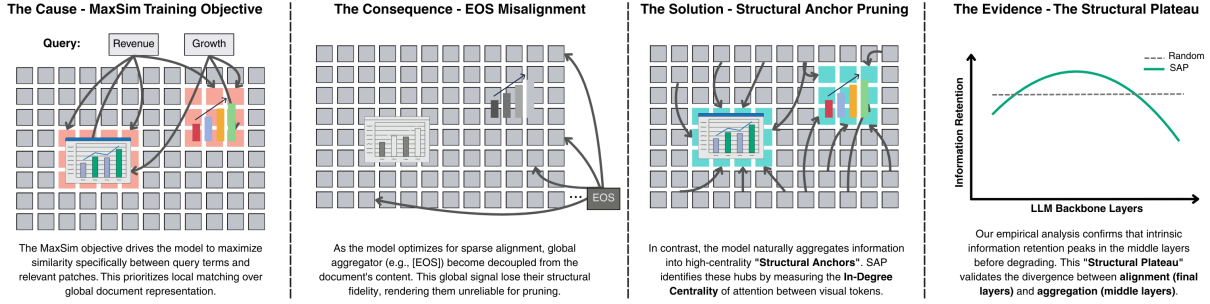 The Cause - MaxSim Training Objective
Query:
Revenue
Growth
The MaxSim objective drives the model to maximize
similarity specifically between query terms and
relevant patches. This prioritizes local matching over
global document representation.
The Consequence - EOS Misalignment
...
EOS
As the model optimizes for sparse alignment, global
aggregator (e.g., [EOS]) become decoupled from the
document's content. This global signal lose their structural
fidelity, rendering them unreliable for pruning.
The Solution - Structural Anchor Pruning
In contrast, the model naturally aggregates information
into high-centrality "Structural Anchors". SAP
identifies these hubs by measuring the In-Degree
Centrality of attention between visual tokens.
The Evidence - The Structural Plateau
Random
SAP
Information Retention
LLM Backbone Layers
Our empirical analysis confirms that intrinsic
information retention peaks in the middle layers
before degrading. This "Structural Plateau"
validates the divergence between alignment (final
layers) and aggregation (middle layers).